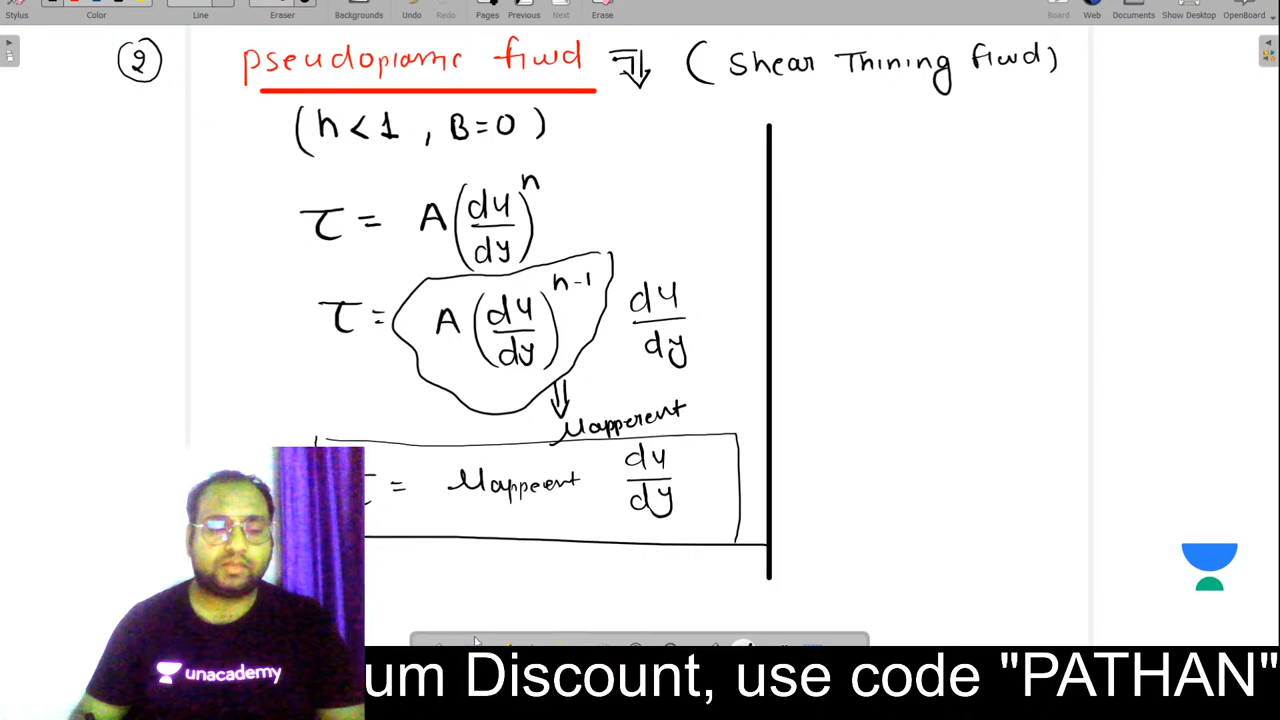 Stylus Color Line Eraser Backgrounds Undo Redo Pages Previous Next Erase Board Web Documents Show Desktop OpenBoard
2 pseudoplamic fluid (Shear Thining fluid)
(n < 1 , B = 0)
τ = A (du/dy)^n
τ = A (du/dy)^n-1 du/dy
μapperent
τ = μapperent du/dy
unacademy
um Discount, use code "PATHAN"